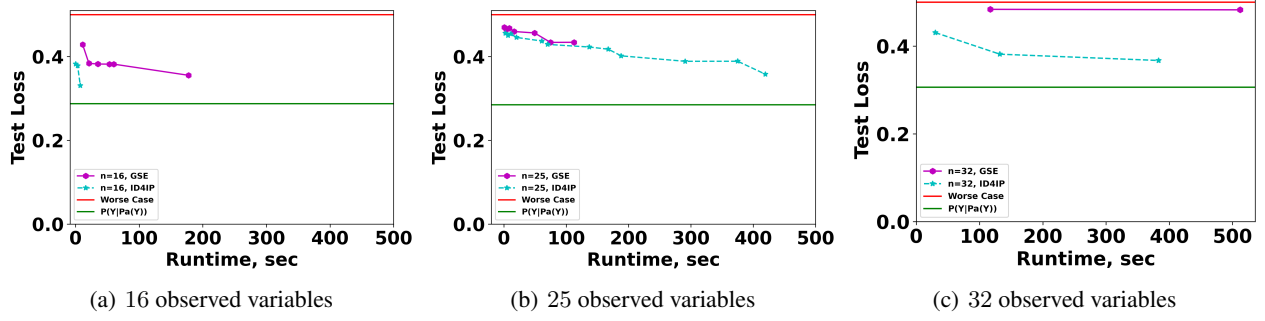 Test Loss
0.4
0.2
0.0
n=16, GSE
n=16, ID4IP
Worse Case
P(Y|Pa(Y))
0 100 200 300 400 500
Runtime, sec
(a) 16 observed variables
Test Loss
0.4
0.2
0.0
n=25, GSE
n=25, ID4IP
Worse Case
P(Y|Pa(Y))
0 100 200 300 400 500
Runtime, sec
(b) 25 observed variables
Test Loss
0.4
0.2
0.0
n=32, GSE
n=32, ID4IP
Worse Case
P(Y|Pa(Y))
0 100 200 300 400 500
Runtime, sec
(c) 32 observed variables